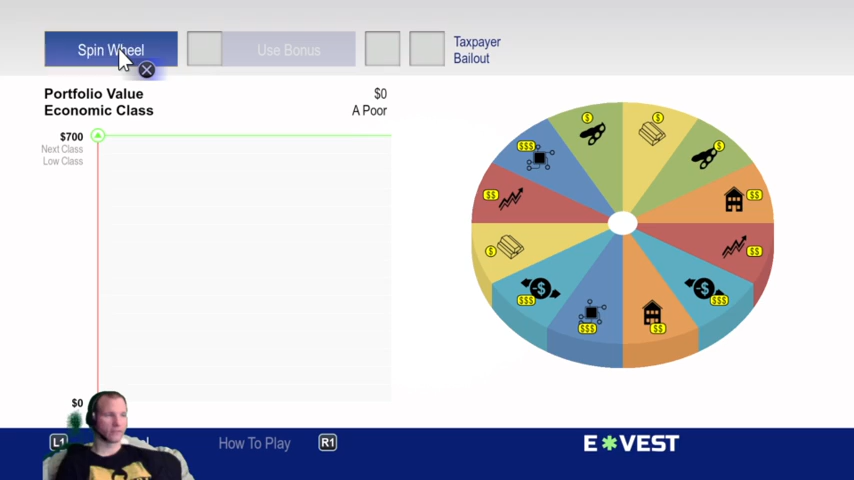 Spin Wheel
Use Bonus
Taxpayer
Bailout
Portfolio Value $0
Economic Class A Poor
$700
Next Class
Low Class
$0
$
$
$
$$
$$
$$$
$$
$$$
$$$
$
$$
$$$
-$
-$
L1
How To Play
R1
E✱VEST